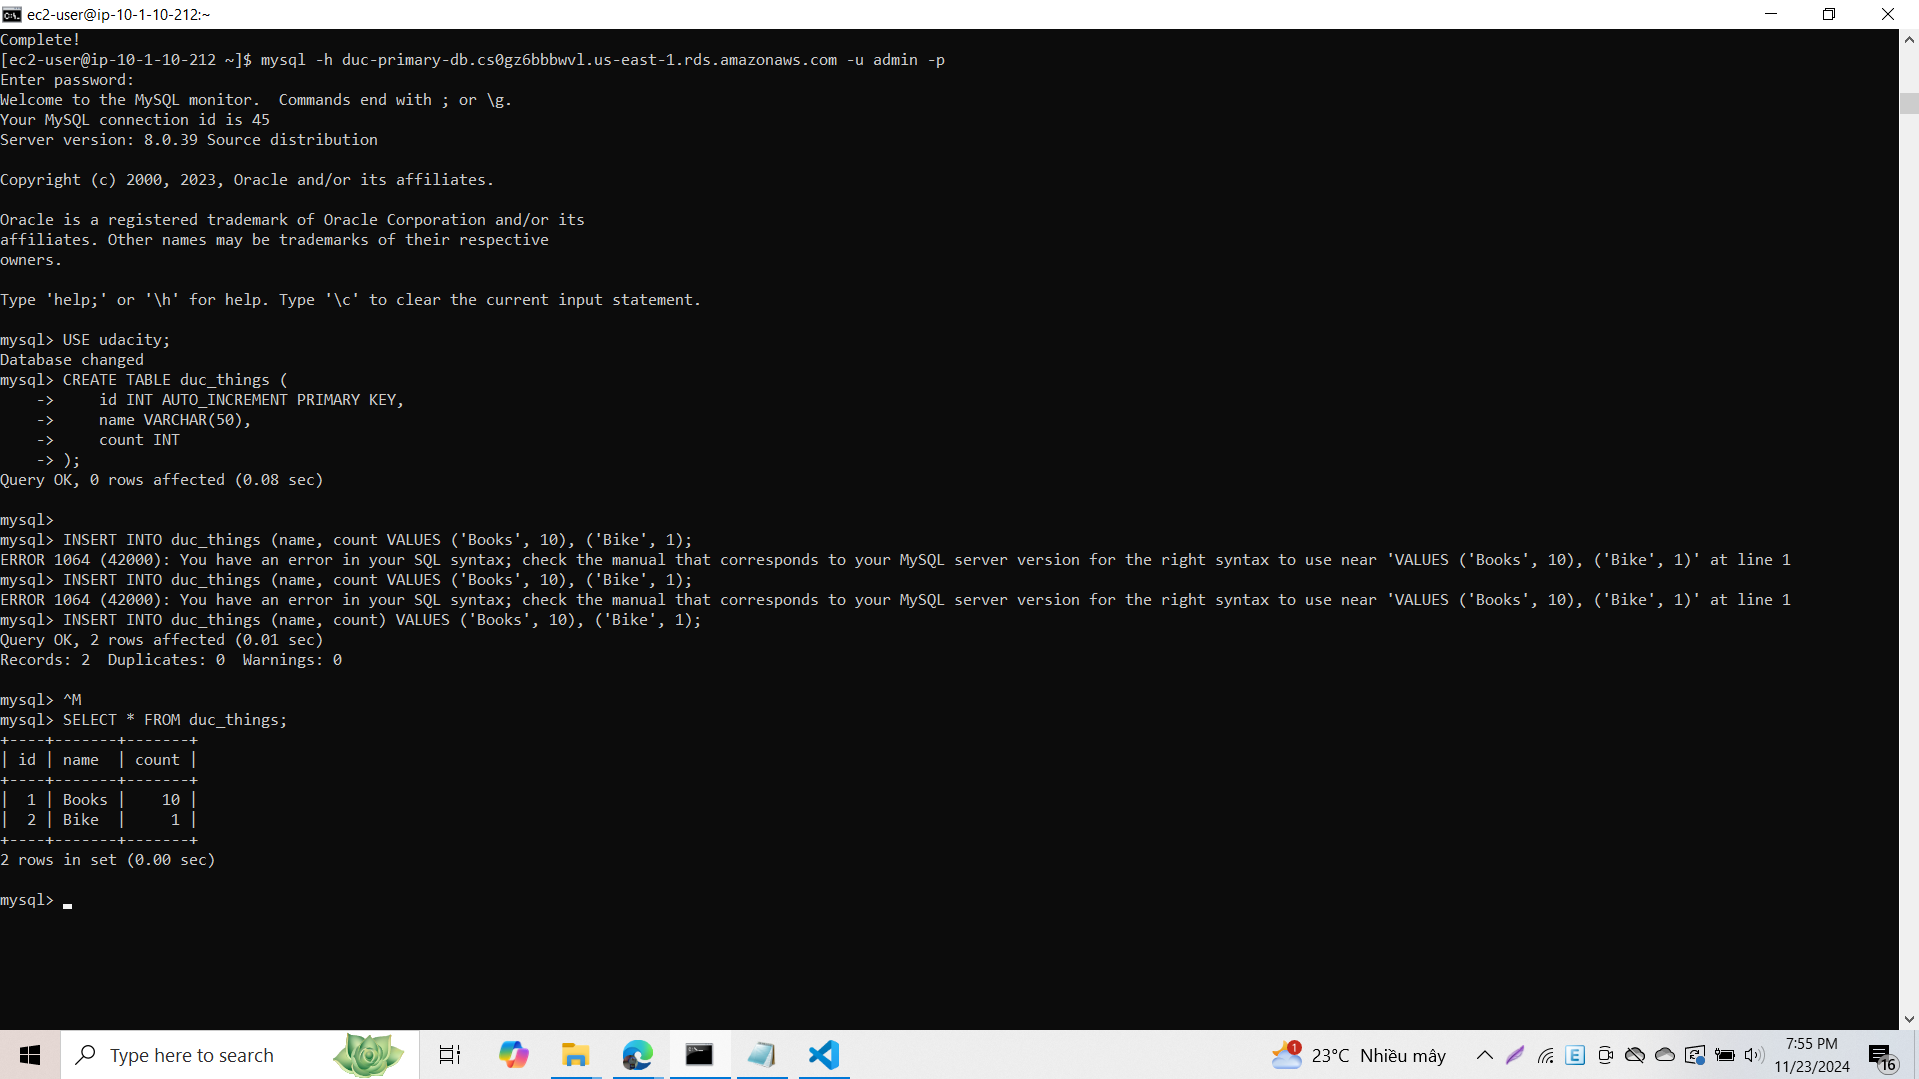 ec2-user@ip-10-1-10-212:~
Complete!
[ec2-user@ip-10-1-10-212 ~]$ mysql -h duc-primary-db.cs0gz6bbbwvl.us-east-1.rds.amazonaws.com -u admin -p
Enter password:
Welcome to the MySQL monitor.  Commands end with ; or \g.
Your MySQL connection id is 45
Server version: 8.0.39 Source distribution

Copyright (c) 2000, 2023, Oracle and/or its affiliates.

Oracle is a registered trademark of Oracle Corporation and/or its
affiliates. Other names may be trademarks of their respective
owners.

Type 'help;' or '\h' for help. Type '\c' to clear the current input statement.

mysql> USE udacity;
Database changed
mysql> CREATE TABLE duc_things (
    ->     id INT AUTO_INCREMENT PRIMARY KEY,
    ->     name VARCHAR(50),
    ->     count INT
    -> );
Query OK, 0 rows affected (0.08 sec)

mysql>
mysql> INSERT INTO duc_things (name, count VALUES ('Books', 10), ('Bike', 1);
ERROR 1064 (42000): You have an error in your SQL syntax; check the manual that corresponds to your MySQL server version for the right syntax to use near 'VALUES ('Books', 10), ('Bike', 1)' at line 1
mysql> INSERT INTO duc_things (name, count VALUES ('Books', 10), ('Bike', 1);
ERROR 1064 (42000): You have an error in your SQL syntax; check the manual that corresponds to your MySQL server version for the right syntax to use near 'VALUES ('Books', 10), ('Bike', 1)' at line 1
mysql> INSERT INTO duc_things (name, count) VALUES ('Books', 10), ('Bike', 1);
Query OK, 2 rows affected (0.01 sec)
Records: 2  Duplicates: 0  Warnings: 0

mysql> ^M
mysql> SELECT * FROM duc_things;
+----+-------+-------+
| id | name  | count |
+----+-------+-------+
|  1 | Books |    10 |
|  2 | Bike  |     1 |
+----+-------+-------+
2 rows in set (0.00 sec)

mysql>
Type here to search
1
23°C Nhiều mây
E
7:55 PM
11/23/2024
16